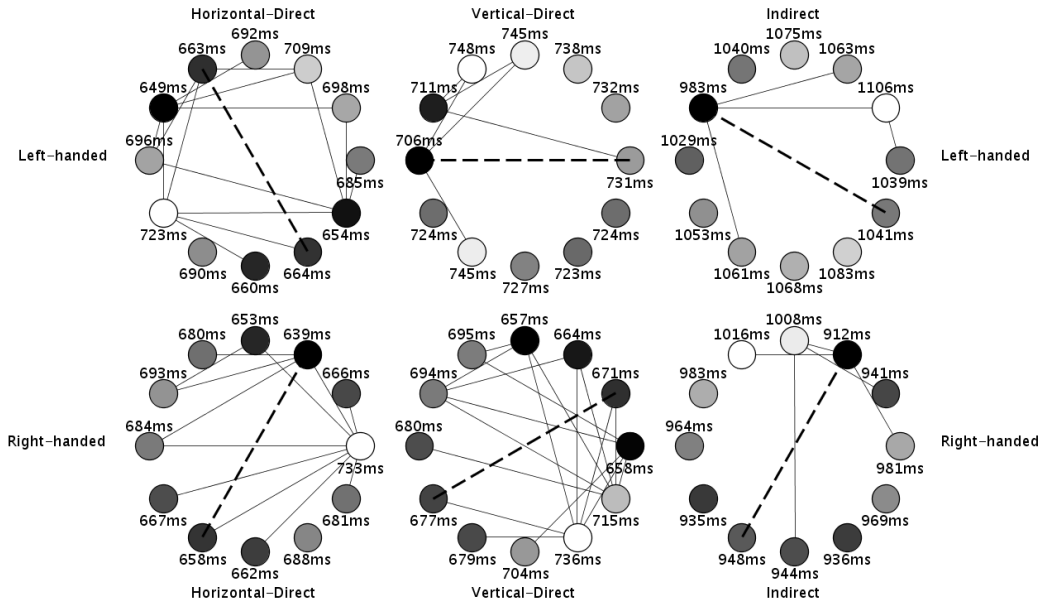 Horizontal-Direct
692ms
663ms
709ms
649ms
698ms
696ms
685ms
723ms
654ms
690ms
664ms
660ms
Vertical-Direct
745ms
748ms
738ms
711ms
732ms
706ms
731ms
724ms
724ms
745ms
723ms
727ms
Indirect
1075ms
1040ms
1063ms
983ms
1106ms
1029ms
1039ms
1053ms
1041ms
1061ms
1083ms
1068ms
Left-handed
Left-handed
653ms
680ms
639ms
693ms
666ms
684ms
733ms
667ms
681ms
658ms
688ms
662ms
Horizontal-Direct
657ms
695ms
664ms
694ms
671ms
680ms
658ms
677ms
715ms
679ms
736ms
704ms
Vertical-Direct
1008ms
1016ms
912ms
983ms
941ms
964ms
981ms
935ms
969ms
948ms
936ms
944ms
Indirect
Right-handed
Right-handed